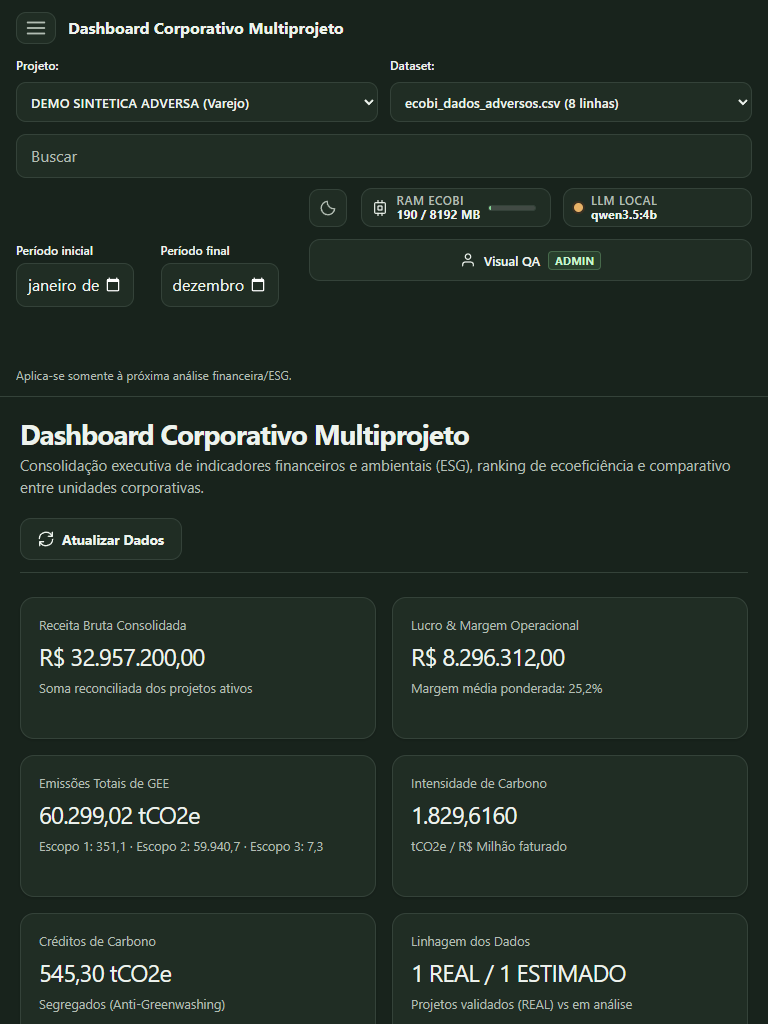 Dashboard Corporativo Multiprojeto
Projeto:
Dataset:
DEMO SINTETICA ADVERSA (Varejo)
ecobi_dados_adversos.csv (8 linhas)
Buscar
RAM ECOBI
190 / 8192 MB
LLM LOCAL
qwen3.5:4b
Período inicial
Período final
janeiro de
dezembro
Visual QA
ADMIN
Aplica-se somente à próxima análise financeira/ESG.
Dashboard Corporativo Multiprojeto
Consolidação executiva de indicadores financeiros e ambientais (ESG), ranking de ecoeficiência e comparativo
entre unidades corporativas.
Atualizar Dados
Receita Bruta Consolidada
R$ 32.957.200,00
Soma reconciliada dos projetos ativos
Lucro & Margem Operacional
R$ 8.296.312,00
Margem média ponderada: 25,2%
Emissões Totais de GEE
60.299,02 tCO2e
Escopo 1: 351,1 · Escopo 2: 59.940,7 · Escopo 3: 7,3
Intensidade de Carbono
1.829,6160
tCO2e / R$ Milhão faturado
Créditos de Carbono
545,30 tCO2e
Segregados (Anti-Greenwashing)
Linhagem dos Dados
1 REAL / 1 ESTIMADO
Projetos validados (REAL) vs em análise